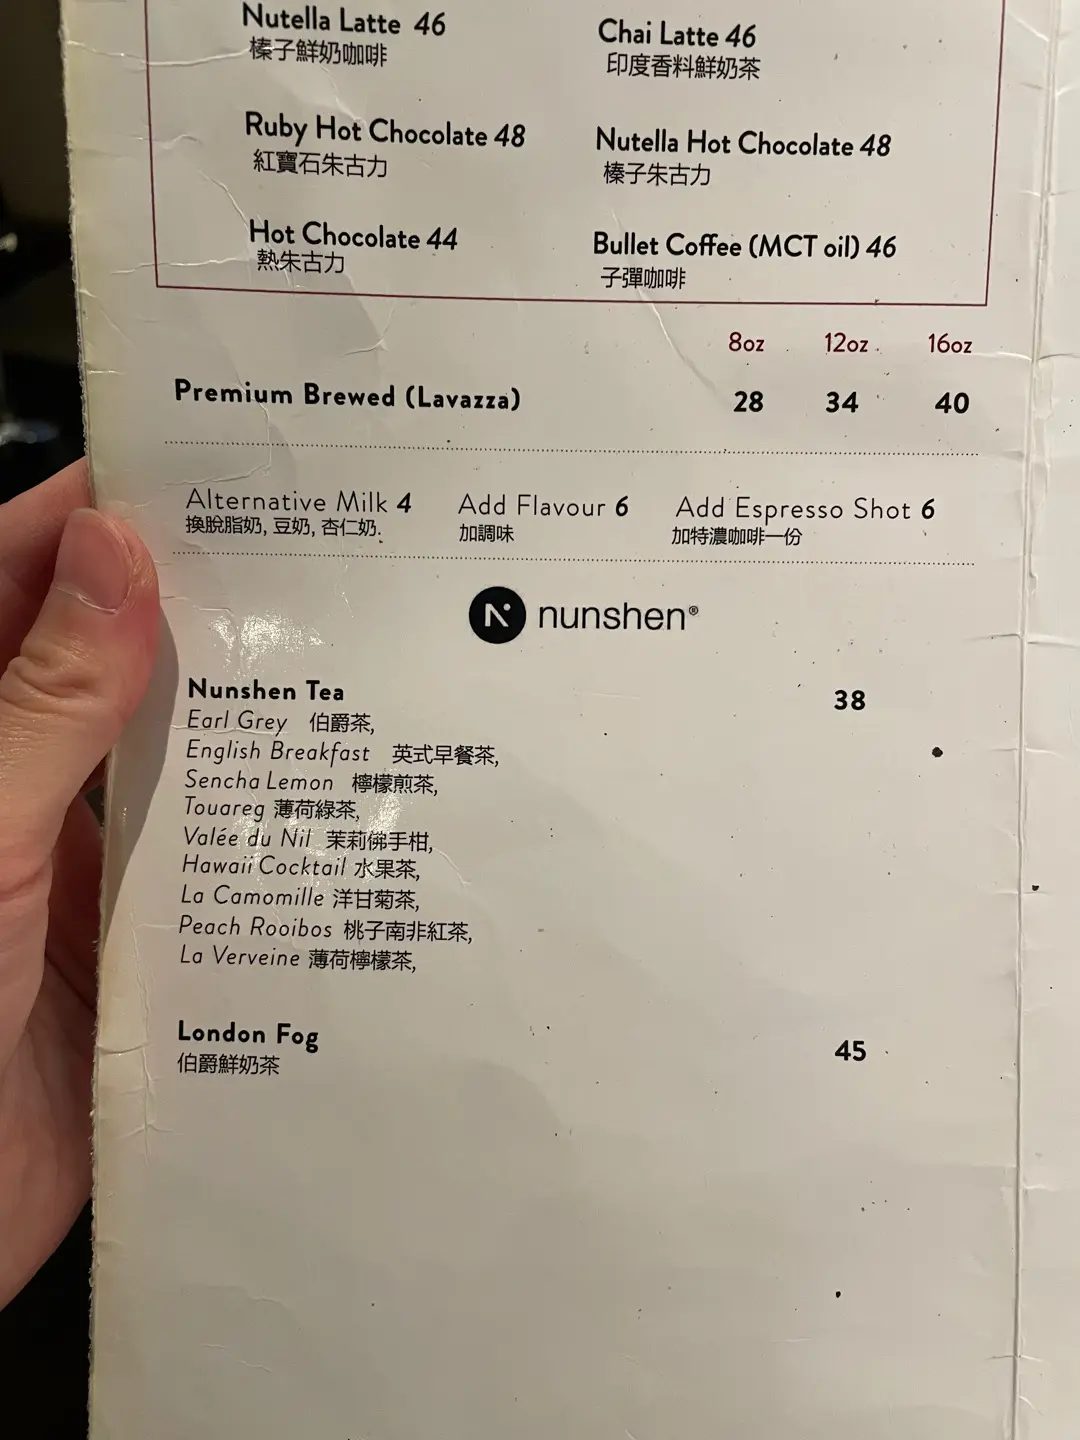 Nutella Latte 46
榛子鮮奶咖啡
Chai Latte 46
印度香料鮮奶茶
Ruby Hot Chocolate 48
紅寶石朱古力
Nutella Hot Chocolate 48
榛子朱古力
Hot Chocolate 44
熱朱古力
Bullet Coffee (MCT oil) 46
子彈咖啡
8oz 12oz 16oz
Premium Brewed (Lavazza) 28 34 40
Alternative Milk 4
換脫脂奶, 豆奶, 杏仁奶.
Add Flavour 6
加調味
Add Espresso Shot 6
加特濃咖啡一份
N nunshen®
Nunshen Tea 38
Earl Grey 伯爵茶,
English Breakfast 英式早餐茶,
Sencha Lemon 檸檬煎茶,
Touareg 薄荷綠茶,
Valée du Nil 茉莉佛手柑,
Hawaii Cocktail 水果茶,
La Camomille 洋甘菊茶,
Peach Rooibos 桃子南非紅茶,
La Verveine 薄荷檸檬茶,
London Fog 45
伯爵鮮奶茶